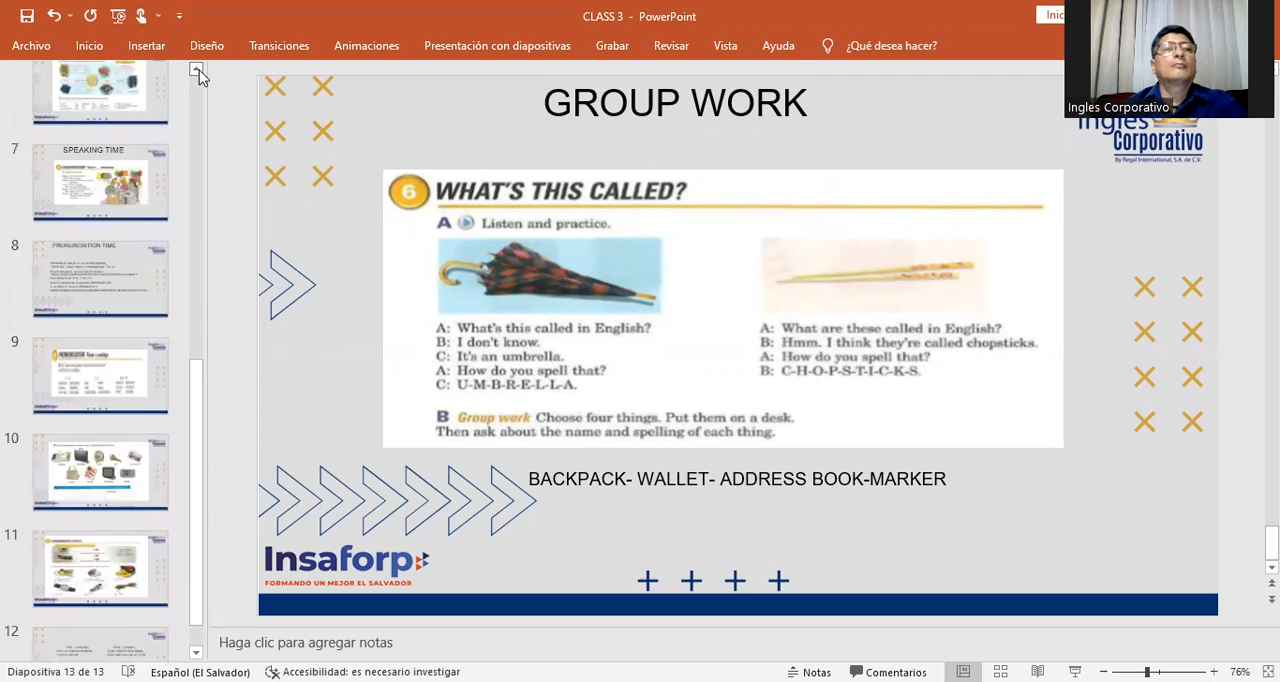 CLASS 3 - PowerPoint
Inic
Archivo Inicio Insertar Diseño Transiciones Animaciones Presentación con diapositivas Grabar Revisar Vista Ayuda ¿Qué desea hacer?
Ingles Corporativo
7
SPEAKING TIME
8
PRONUNCIATION TIME
9
10
11
12
GROUP WORK
Ingles
Corporativo
By Regal International, S.A. de C.V.
6 WHAT'S THIS CALLED?
A Listen and practice.
A: What's this called in English?
B: I don't know.
C: It's an umbrella.
A: How do you spell that?
C: U-M-B-R-E-L-L-A.
A: What are these called in English?
B: Hmm. I think they're called chopsticks.
A: How do you spell that?
B: C-H-O-P-S-T-I-C-K-S.
B Group work Choose four things. Put them on a desk.
Then ask about the name and spelling of each thing.
BACKPACK- WALLET- ADDRESS BOOK-MARKER
Insaforp
FORMANDO UN MEJOR EL SALVADOR
Haga clic para agregar notas
Diapositiva 13 de 13 Español (El Salvador) Accesibilidad: es necesario investigar Notas Comentarios 76%